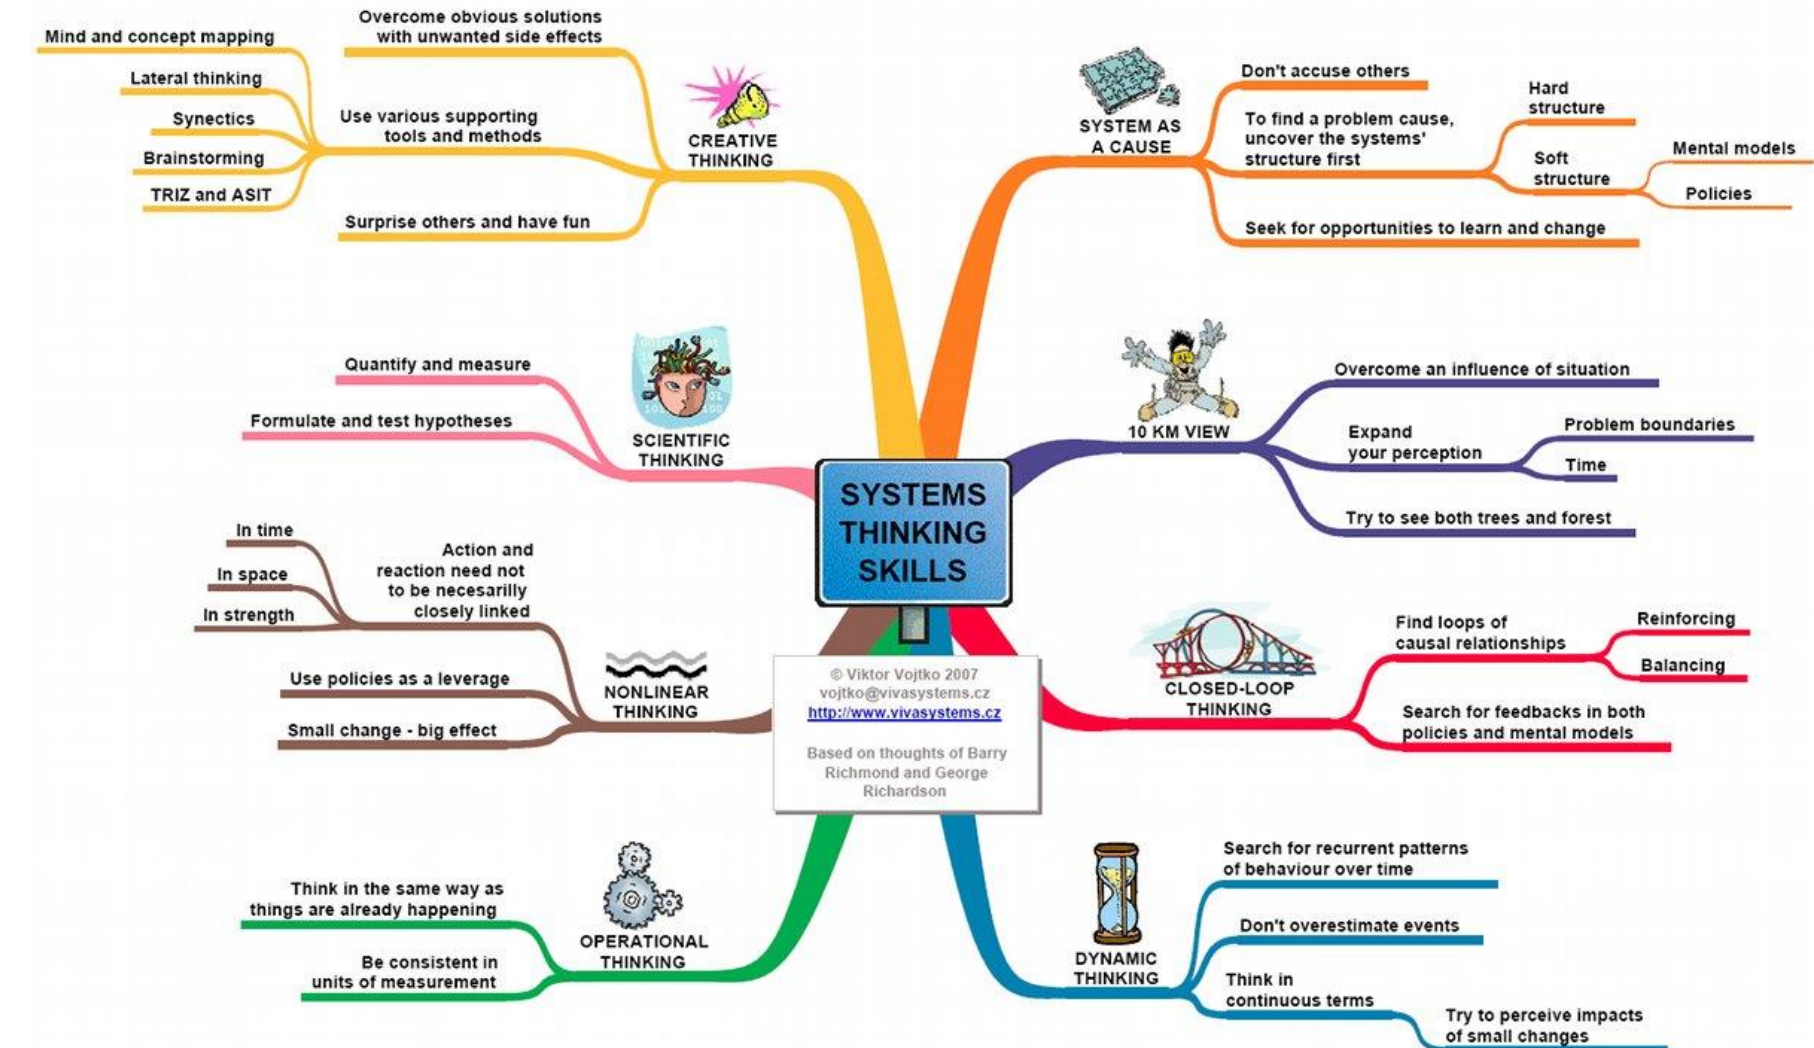 SYSTEMS
THINKING
SKILLS
© Viktor Vojtko 2007
vojtko@vivasystems.cz
http://www.vivasystems.cz
Based on thoughts of Barry
Richmond and George
Richardson
CREATIVE
THINKING
Overcome obvious solutions
with unwanted side effects
Use various supporting
tools and methods
Mind and concept mapping
Lateral thinking
Synectics
Brainstorming
TRIZ and ASIT
Surprise others and have fun
SCIENTIFIC
THINKING
Quantify and measure
Formulate and test hypotheses
NONLINEAR
THINKING
Action and
reaction need not
to be necesarilly
closely linked
In time
In space
In strength
Use policies as a leverage
Small change - big effect
OPERATIONAL
THINKING
Think in the same way as
things are already happening
Be consistent in
units of measurement
SYSTEM AS
A CAUSE
Don't accuse others
To find a problem cause,
uncover the systems'
structure first
Hard
structure
Soft
structure
Mental models
Policies
Seek for opportunities to learn and change
10 KM VIEW
Overcome an influence of situation
Expand
your perception
Problem boundaries
Time
Try to see both trees and forest
CLOSED-LOOP
THINKING
Find loops of
causal relationships
Reinforcing
Balancing
Search for feedbacks in both
policies and mental models
DYNAMIC
THINKING
Search for recurrent patterns
of behaviour over time
Don't overestimate events
Think in
continuous terms
Try to perceive impacts
of small changes